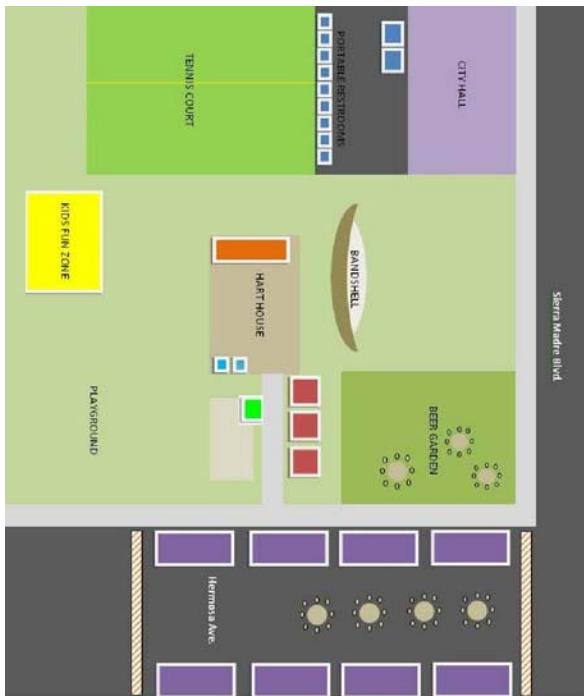 TENNIS COURT
PORTABLE RESTROOMS
CITY HALL
KIDS FUN ZONE
HART HOUSE
BANDSHELL
Sierra Madre Blvd.
PLAYGROUND
BEER GARDEN
Hermosa Ave.